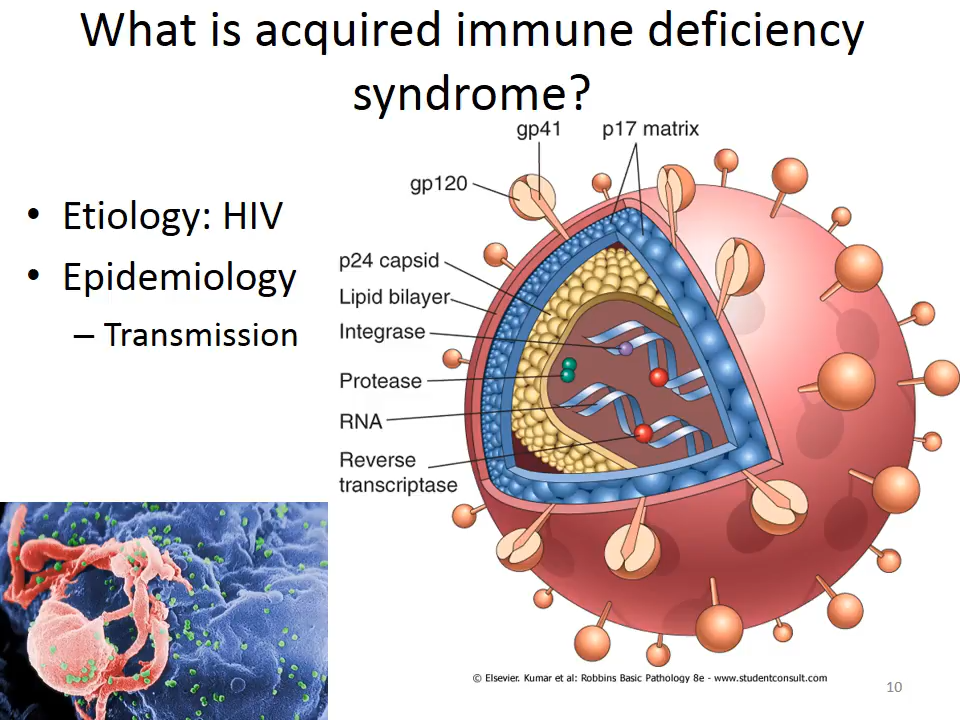 What is acquired immune deficiency
syndrome?
• Etiology: HIV
• Epidemiology
– Transmission
gp41
p17 matrix
gp120
p24 capsid
Lipid bilayer
Integrase
Protease
RNA
Reverse
transcriptase
© Elsevier. Kumar et al: Robbins Basic Pathology 8e - www.studentconsult.com
10